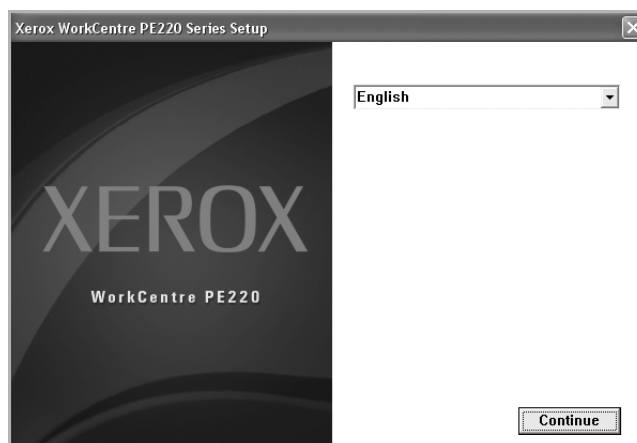 Xerox WorkCentre PE220 Series Setup
English
XEROX
WorkCentre PE220
Continue